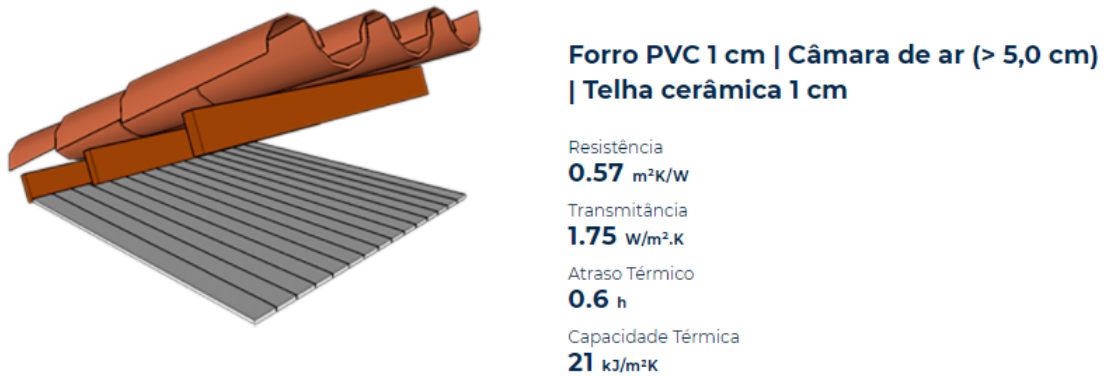 Forro PVC 1 cm | Câmara de ar (> 5,0 cm)
| Telha cerâmica 1 cm
Resistência
0.57 m²K/W
Transmitância
1.75 W/m².K
Atraso Térmico
0.6 h
Capacidade Térmica
21 kJ/m²K